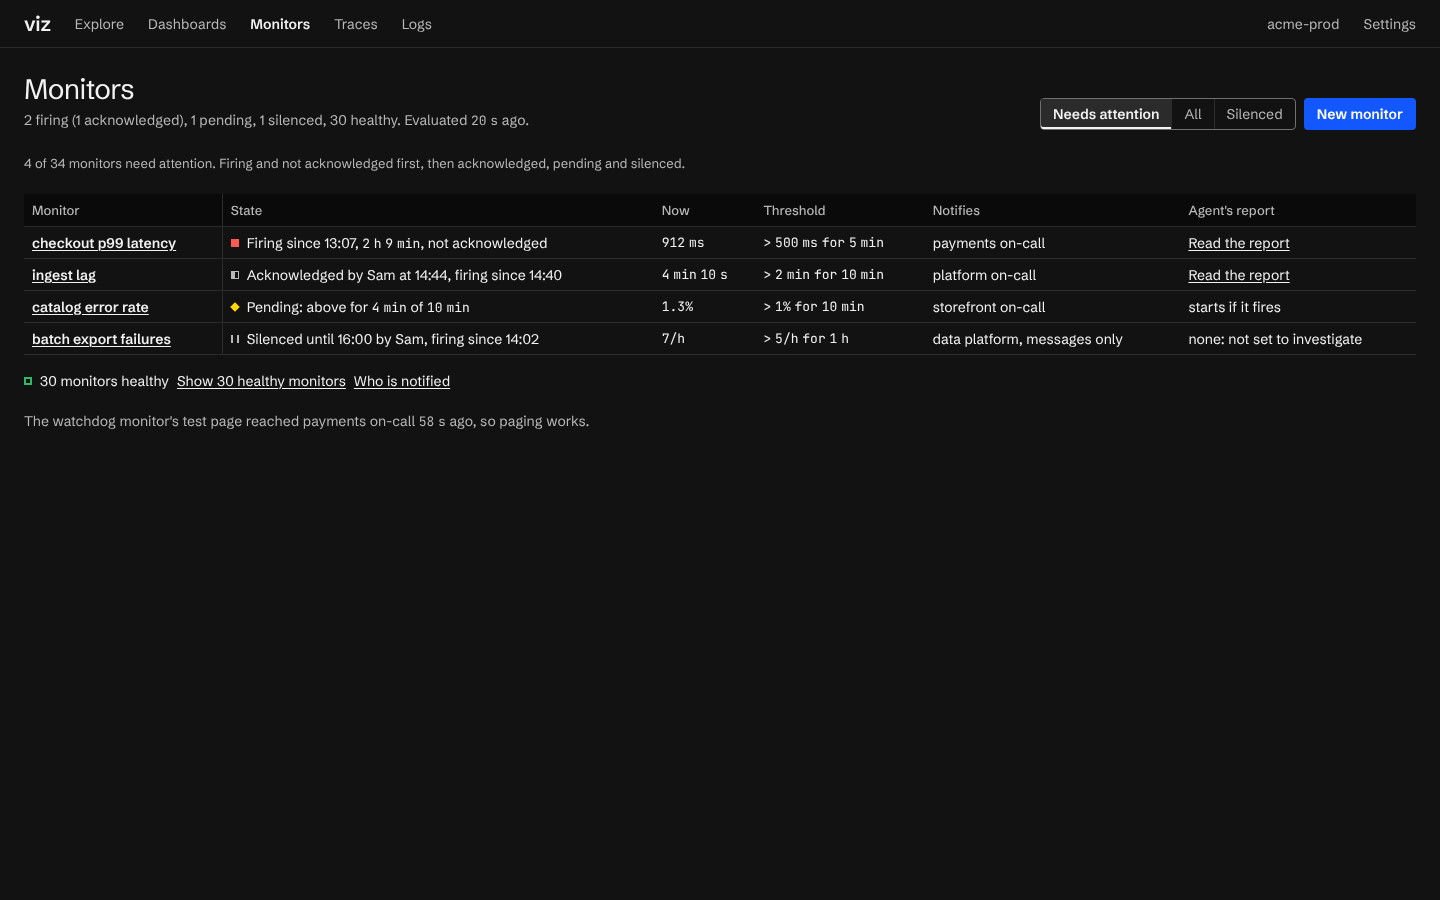 viz Explore Dashboards Monitors Traces Logs acme-prod Settings
Monitors
2 firing (1 acknowledged), 1 pending, 1 silenced, 30 healthy. Evaluated 20 s ago.
Needs attention All Silenced New monitor
4 of 34 monitors need attention. Firing and not acknowledged first, then acknowledged, pending and silenced.
Monitor State Now Threshold Notifies Agent's report
checkout p99 latency Firing since 13:07, 2 h 9 min, not acknowledged 912 ms > 500 ms for 5 min payments on-call Read the report
ingest lag Acknowledged by Sam at 14:44, firing since 14:40 4 min 10 s > 2 min for 10 min platform on-call Read the report
catalog error rate Pending: above for 4 min of 10 min 1.3% > 1% for 10 min storefront on-call starts if it fires
batch export failures Silenced until 16:00 by Sam, firing since 14:02 7/h > 5/h for 1 h data platform, messages only none: not set to investigate
30 monitors healthy Show 30 healthy monitors Who is notified
The watchdog monitor's test page reached payments on-call 58 s ago, so paging works.